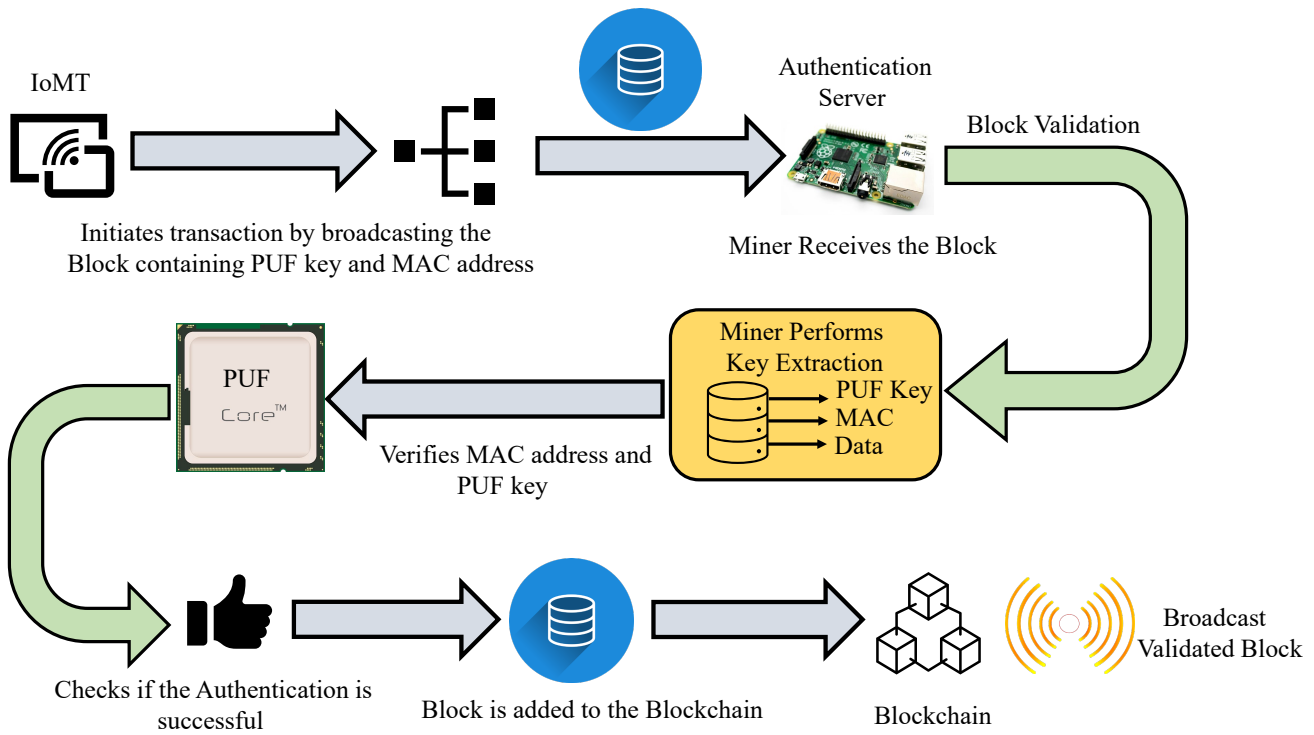 IoMT
Authentication
Server
Block Validation
Initiates transaction by broadcasting the
Block containing PUF key and MAC address
Miner Receives the Block
PUF
Core™
Verifies MAC address and
PUF key
Miner Performs
Key Extraction
PUF Key
MAC
Data
Checks if the Authentication is
successful
Block is added to the Blockchain
Blockchain
Broadcast
Validated Block